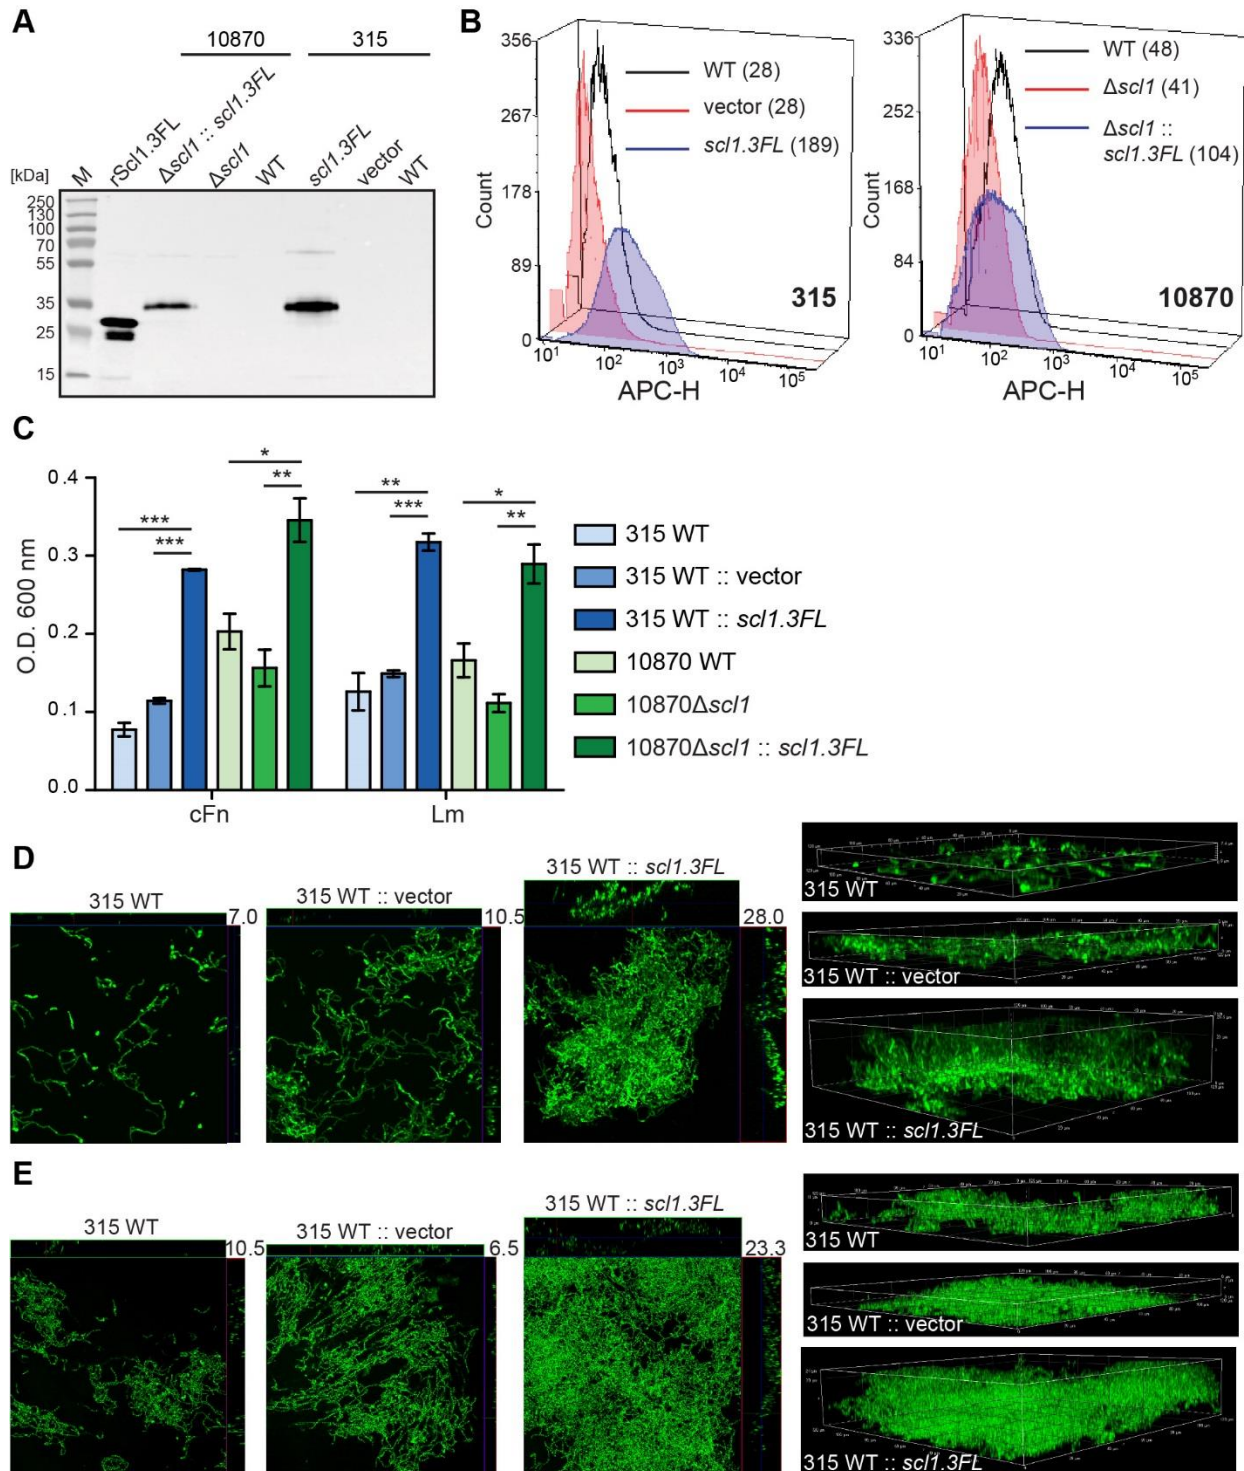 A
10870
315
[kDa]
M
rScl1.3FL
Δscl1 :: scl1.3FL
Δscl1
WT
scl1.3FL
vector
WT
250
130
100
70
55
35
25
15
B
356
267
178
89
0
Count
WT (28)
vector (28)
scl1.3FL (189)
315
10¹
10²
10³
10⁴
10⁵
APC-H
336
252
168
84
0
Count
WT (48)
Δscl1 (41)
Δscl1 ::
scl1.3FL (104)
10870
10¹
10²
10³
10⁴
10⁵
APC-H
C
0.4
0.3
0.2
0.1
0.0
O.D. 600 nm
***
***
*
**
**
***
*
**
cFn
Lm
315 WT
315 WT :: vector
315 WT :: scl1.3FL
10870 WT
10870Δscl1
10870Δscl1 :: scl1.3FL
D
315 WT
7.0
315 WT :: vector
10.5
315 WT :: scl1.3FL
28.0
315 WT
315 WT :: vector
315 WT :: scl1.3FL
E
315 WT
10.5
315 WT :: vector
6.5
315 WT :: scl1.3FL
23.3
315 WT
315 WT :: vector
315 WT :: scl1.3FL